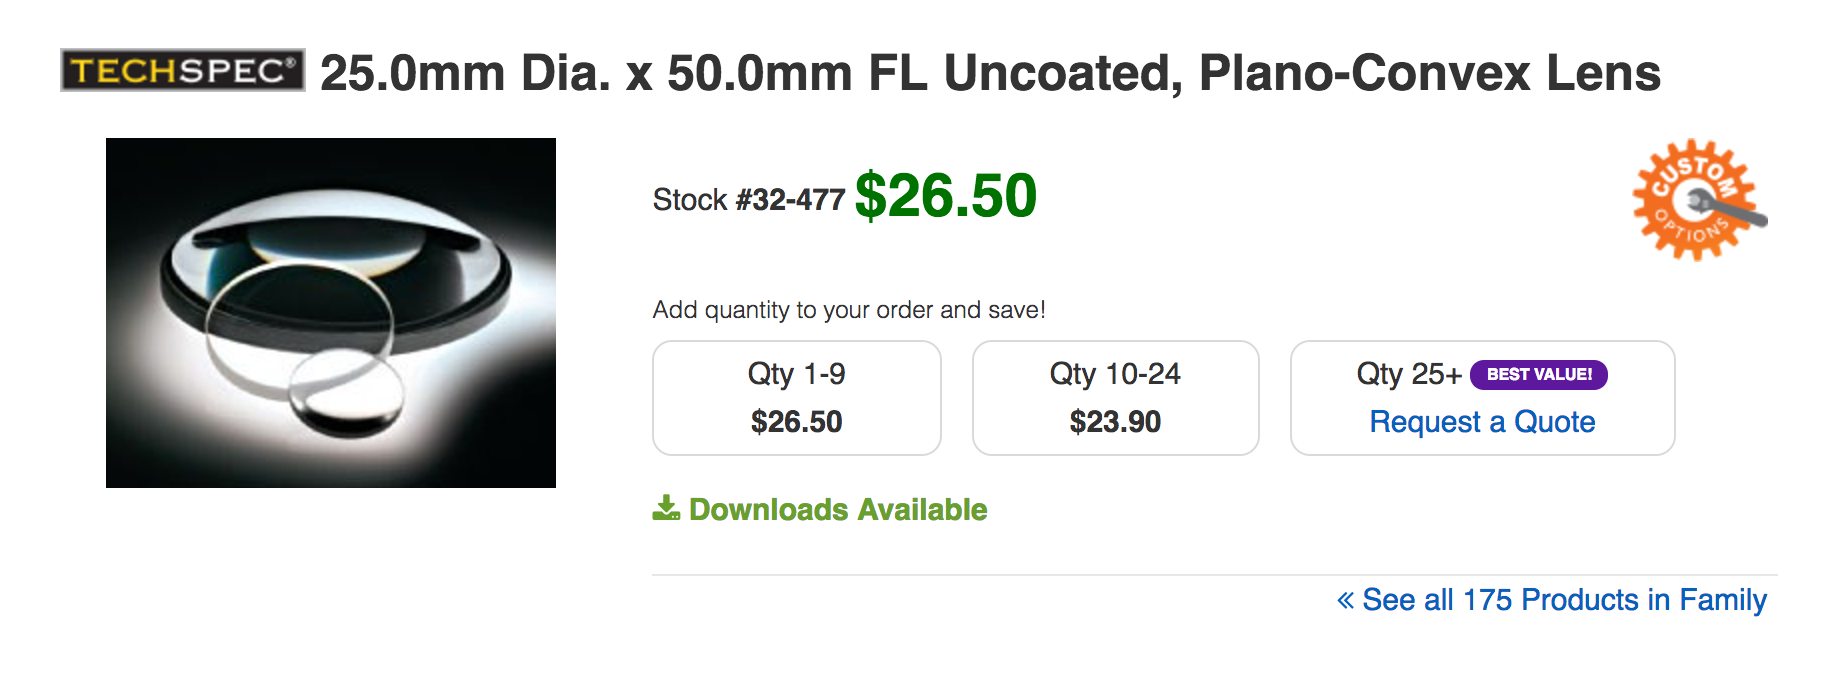 TECHSPEC® 25.0mm Dia. x 50.0mm FL Uncoated, Plano-Convex Lens
Stock #32-477 $26.50
CUSTOM
OPTIONS
Add quantity to your order and save!
Qty 1-9
$26.50
Qty 10-24
$23.90
Qty 25+ BEST VALUE!
Request a Quote
Downloads Available
« See all 175 Products in Family